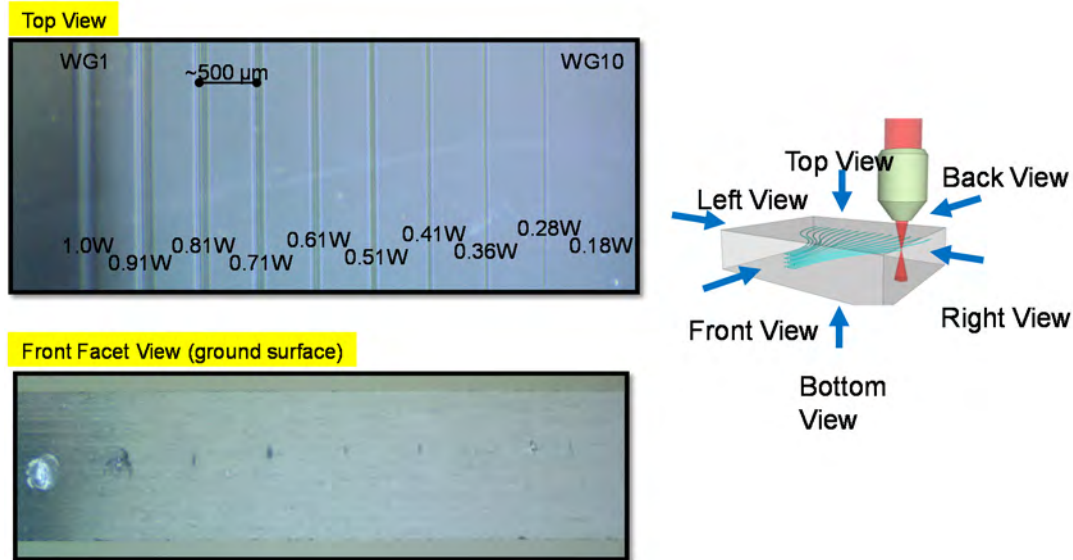 Top View
WG1
~500 µm
WG10
1.0W
0.91W
0.81W
0.71W
0.61W
0.51W
0.41W
0.36W
0.28W
0.18W
Front Facet View (ground surface)
Top View
Back View
Left View
Front View
Right View
Bottom
View